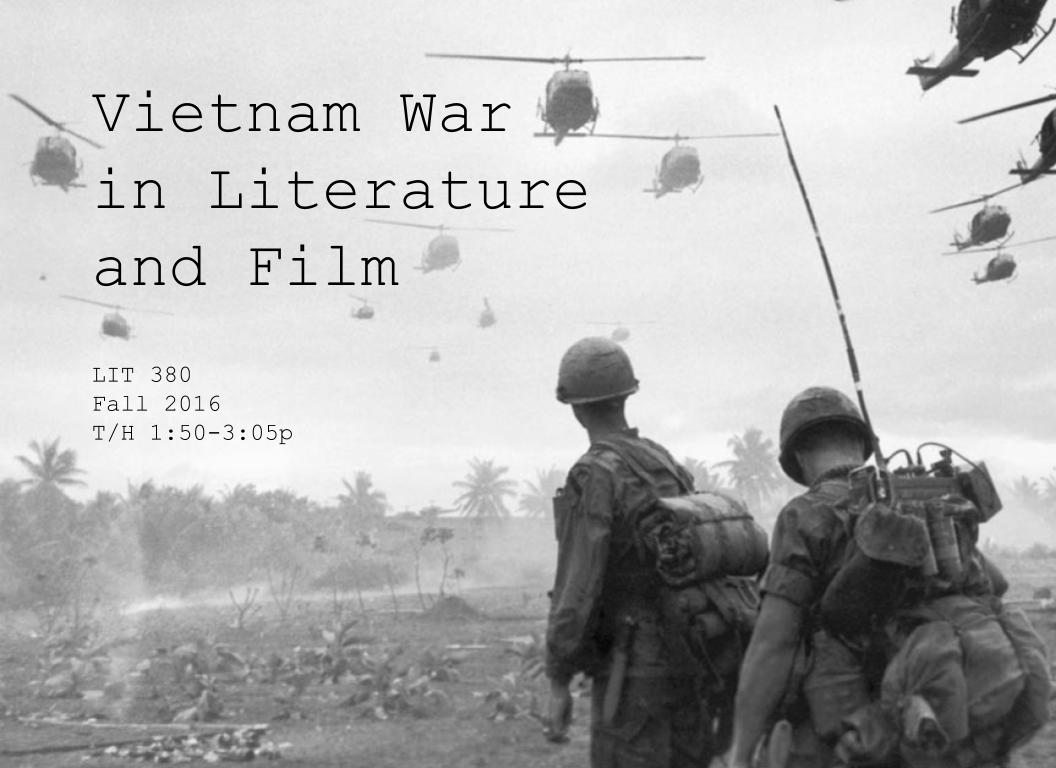 Vietnam War
in Literature
and Film
LIT 380
Fall 2016
T/H 1:50-3:05p